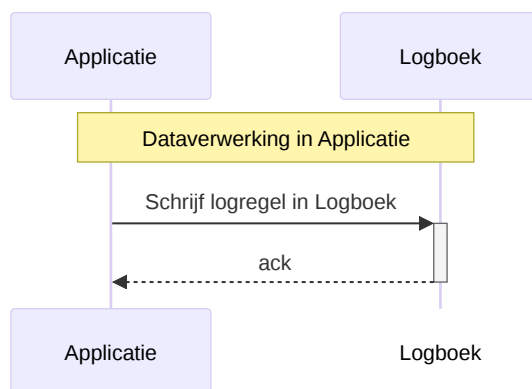 Applicatie
Logboek
Dataverwerking in Applicatie
Schrijf logregel in Logboek
ack
Applicatie
Logboek